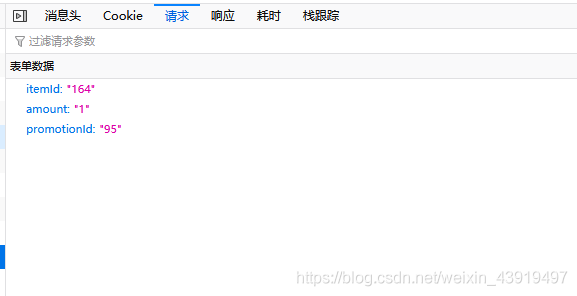 消息头 Cookie 请求 响应 耗时 栈跟踪
过滤请求参数
表单数据
itemId: "164"
amount: "1"
promotionId: "95"
https://blog.csdn.net/weixin_43919497